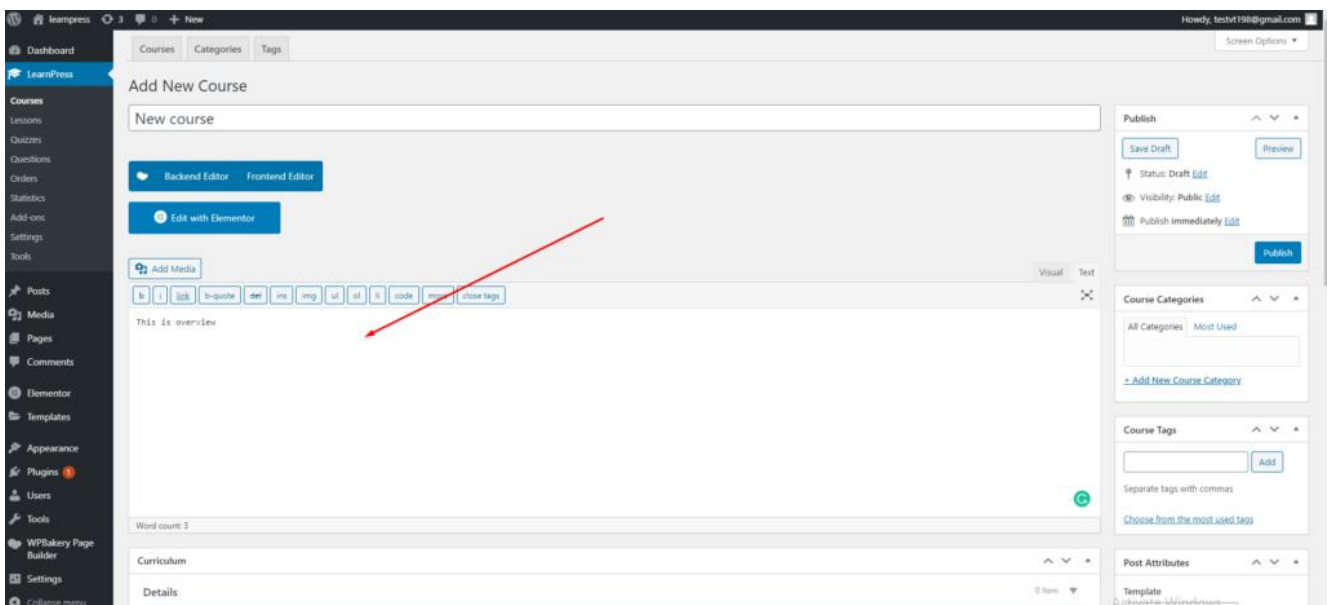 learnpress 3 0 + New
Howdy, testvt198@gmail.com
Dashboard
LearnPress
Courses
Lessons
Quizzes
Questions
Orders
Statistics
Add-ons
Settings
Tools
Posts
Media
Pages
Comments
Elementor
Templates
Appearance
Plugins 1
Users
Tools
WPBakery Page
Builder
Settings
Collapse menu
Courses Categories Tags
Screen Options
Add New Course
New course
Backend Editor Frontend Editor
Edit with Elementor
Add Media
Visual Text
b i link b-quote del ins img ul ol li code more close tags
This is overview
Word count: 3
Curriculum
Details
0 Item
Publish
Save Draft Preview
Status: Draft Edit
Visibility: Public Edit
Publish immediately Edit
Publish
Course Categories
All Categories Most Used
+ Add New Course Category
Course Tags
Add
Separate tags with commas
Choose from the most used tags
Post Attributes
Template
Activate Windows